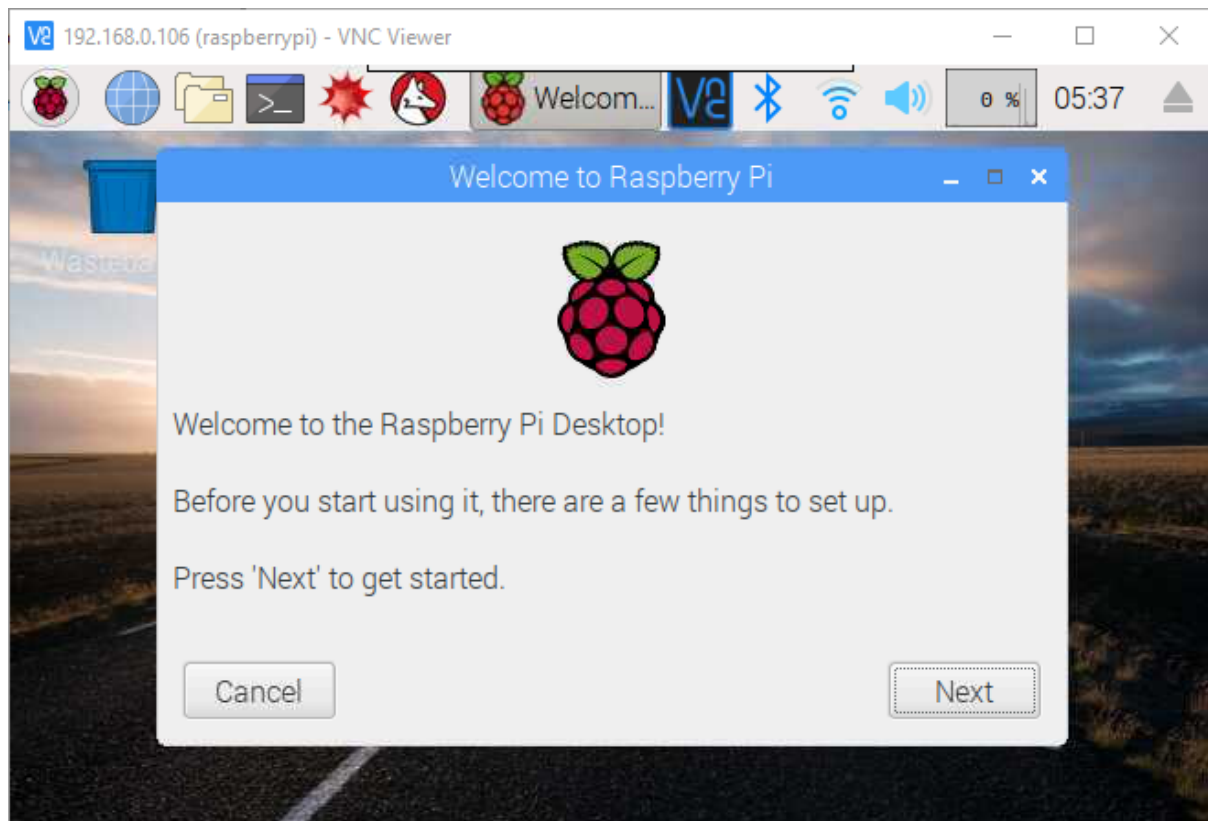 192.168.0.106 (raspberrypi) - VNC Viewer
Welcom... 0 % 05:37
Welcome to Raspberry Pi
Welcome to the Raspberry Pi Desktop!
Before you start using it, there are a few things to set up.
Press 'Next' to get started.
Cancel Next